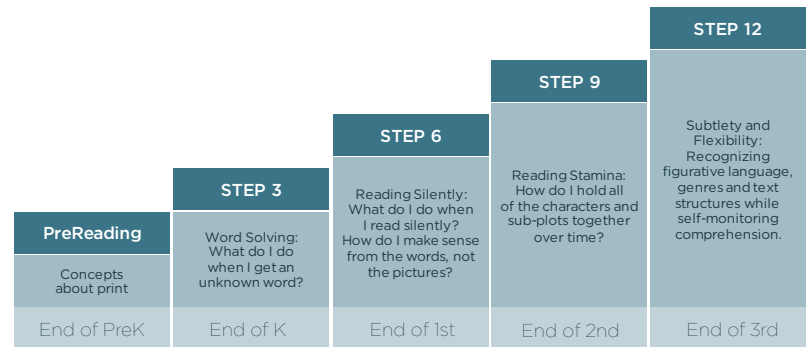 PreReading
Concepts
about print
End of PreK
STEP 3
Word Solving:
What do I do
when I get an
unknown word?
End of K
STEP 6
Reading Silently:
What do I do when
I read silently?
How do I make sense
from the words, not
the pictures?
End of 1st
STEP 9
Reading Stamina:
How do I hold all
of the characters and
sub-plots together
over time?
End of 2nd
STEP 12
Subtlety and
Flexibility:
Recognizing
figurative language,
genres and text
structures while
self-monitoring
comprehension.
End of 3rd